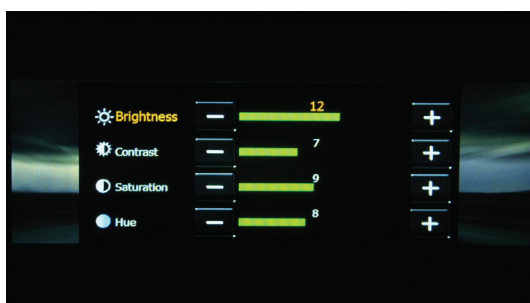 Brightness − 12 +
Contrast − 7 +
Saturation − 9 +
Hue − 8 +